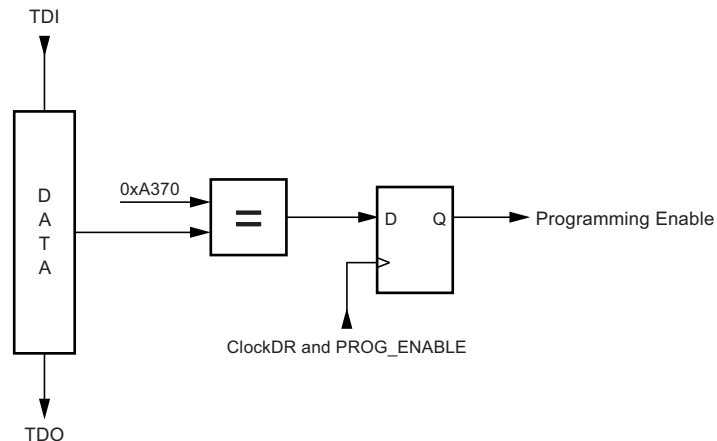 TDI
D
A
T
A
0xA370
=
D Q
Programming Enable
ClockDR and PROG_ENABLE
TDO